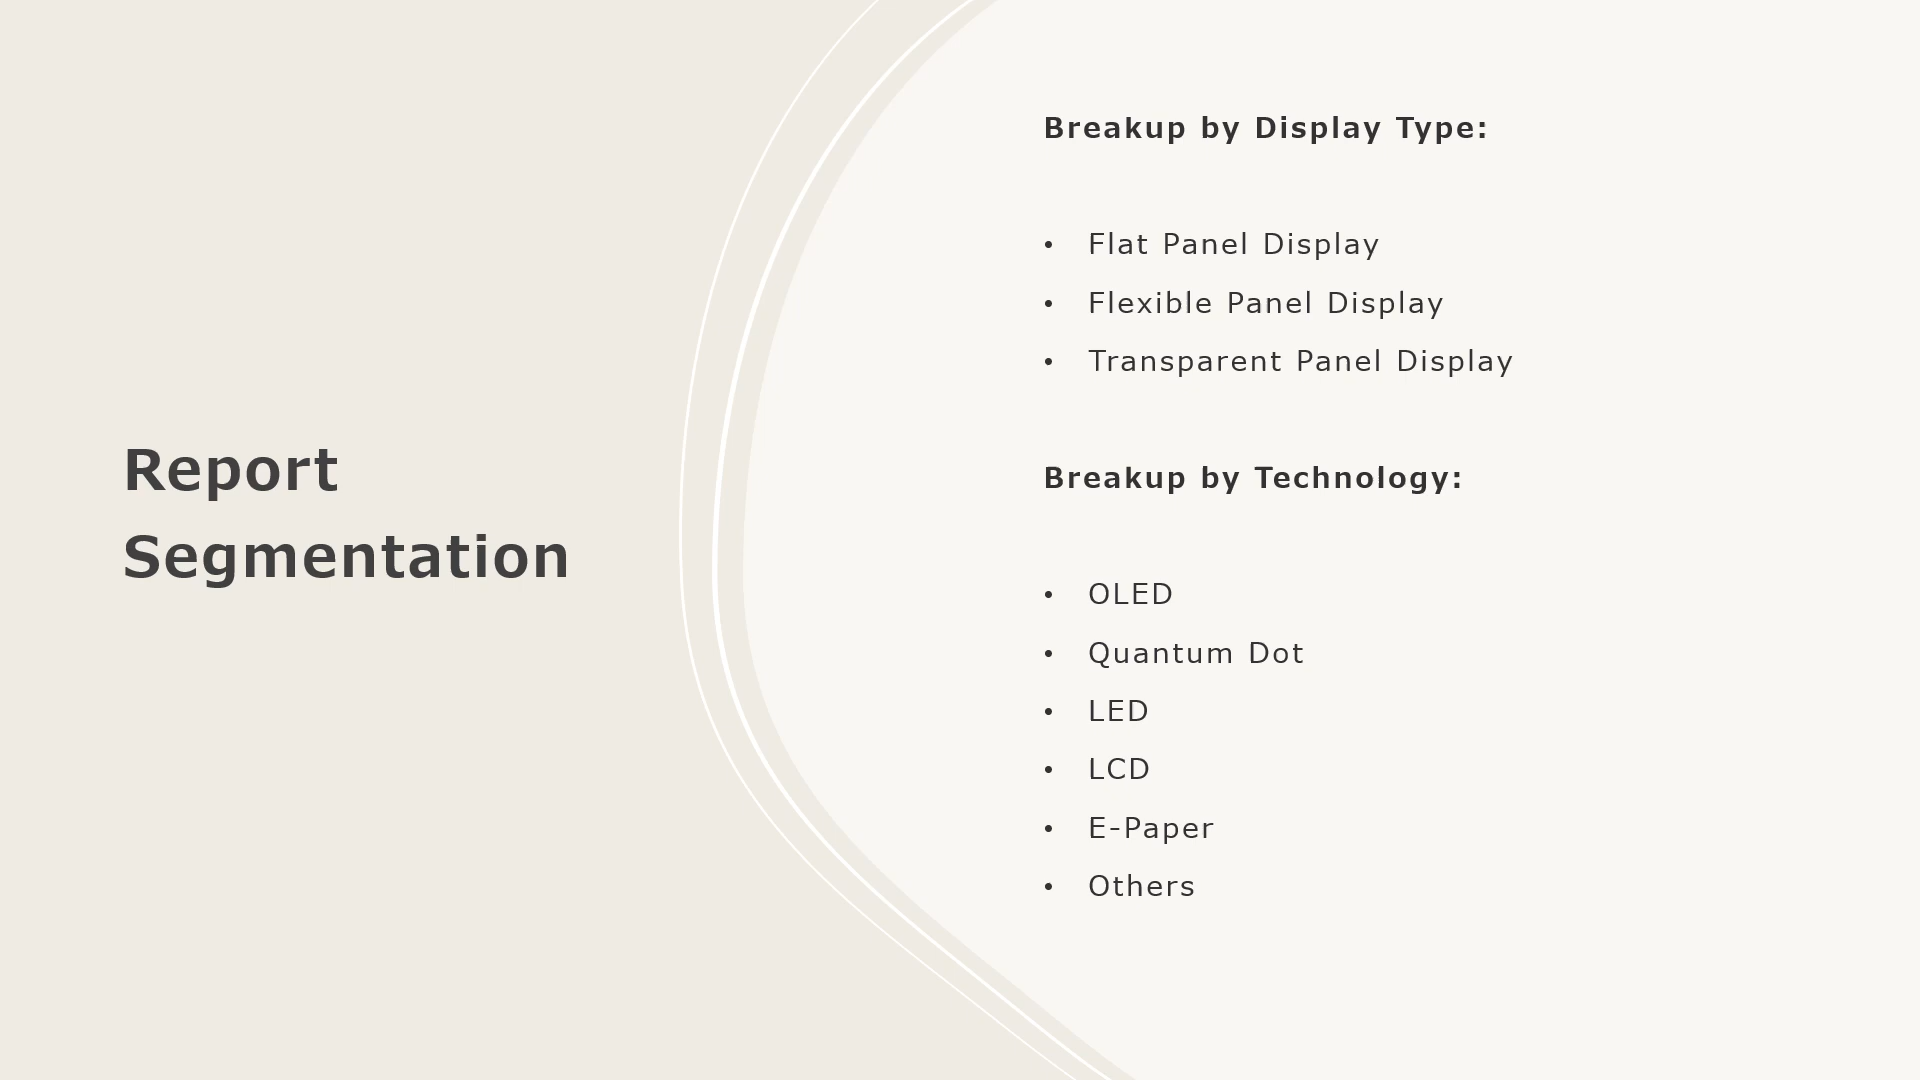 Report
Segmentation
Breakup by Display Type:
• Flat Panel Display
• Flexible Panel Display
• Transparent Panel Display
Breakup by Technology:
• OLED
• Quantum Dot
• LED
• LCD
• E-Paper
• Others